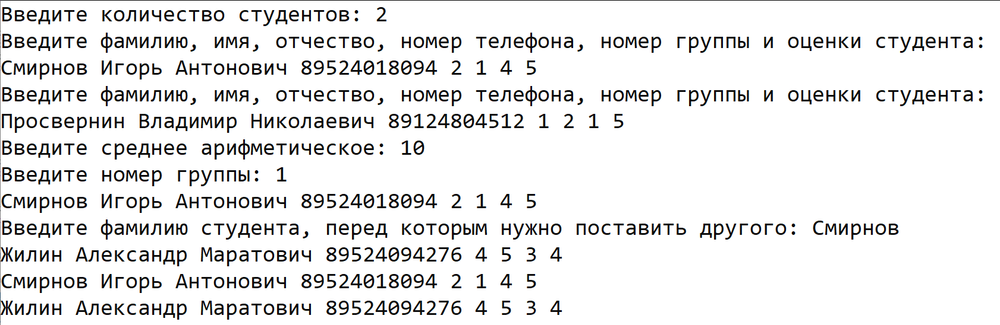 Введите количество студентов: 2
Введите фамилию, имя, отчество, номер телефона, номер группы и оценки студента:
Смирнов Игорь Антонович 89524018094 2 1 4 5
Введите фамилию, имя, отчество, номер телефона, номер группы и оценки студента:
Просвернин Владимир Николаевич 89124804512 1 2 1 5
Введите среднее арифметическое: 10
Введите номер группы: 1
Смирнов Игорь Антонович 89524018094 2 1 4 5
Введите фамилию студента, перед которым нужно поставить другого: Смирнов
Жилин Александр Маратович 89524094276 4 5 3 4
Смирнов Игорь Антонович 89524018094 2 1 4 5
Жилин Александр Маратович 89524094276 4 5 3 4